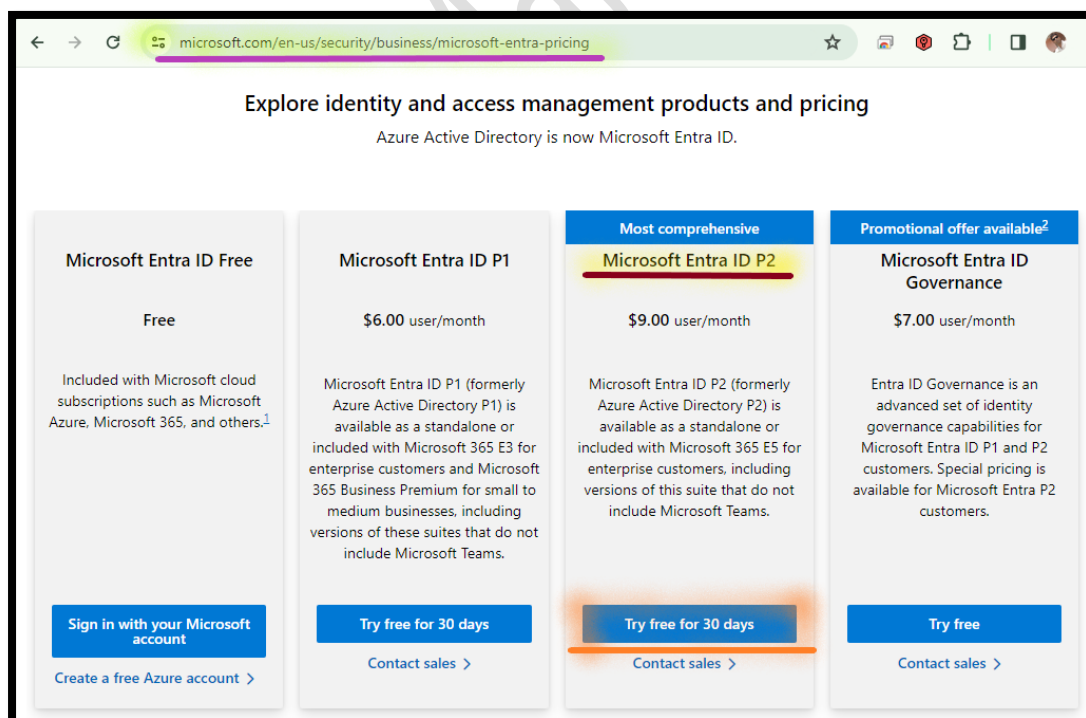 microsoft.com/en-us/security/business/microsoft-entra-pricing
Explore identity and access management products and pricing
Azure Active Directory is now Microsoft Entra ID.
Microsoft Entra ID Free
Free
Included with Microsoft cloud
subscriptions such as Microsoft
Azure, Microsoft 365, and others.1
Sign in with your Microsoft
account
Create a free Azure account >
Microsoft Entra ID P1
$6.00 user/month
Microsoft Entra ID P1 (formerly
Azure Active Directory P1) is
available as a standalone or
included with Microsoft 365 E3 for
enterprise customers and Microsoft
365 Business Premium for small to
medium businesses, including
versions of these suites that do not
include Microsoft Teams.
Try free for 30 days
Contact sales >
Most comprehensive
Microsoft Entra ID P2
$9.00 user/month
Microsoft Entra ID P2 (formerly
Azure Active Directory P2) is
available as a standalone or
included with Microsoft 365 E5 for
enterprise customers, including
versions of this suite that do not
include Microsoft Teams.
Try free for 30 days
Contact sales >
Promotional offer available2
Microsoft Entra ID
Governance
$7.00 user/month
Entra ID Governance is an
advanced set of identity
governance capabilities for
Microsoft Entra ID P1 and P2
customers. Special pricing is
available for Microsoft Entra P2
customers.
Try free
Contact sales >